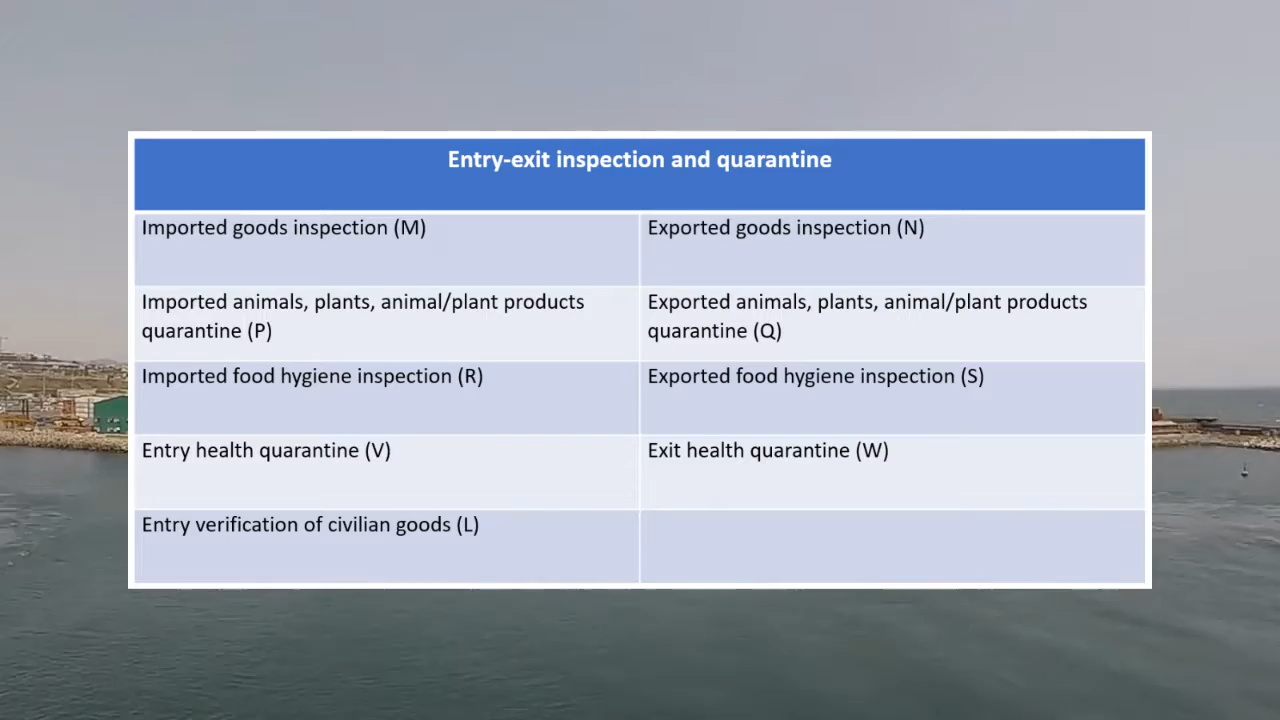 Entry-exit inspection and quarantine
Imported goods inspection (M)
Exported goods inspection (N)
Imported animals, plants, animal/plant products
quarantine (P)
Exported animals, plants, animal/plant products
quarantine (Q)
Imported food hygiene inspection (R)
Exported food hygiene inspection (S)
Entry health quarantine (V)
Exit health quarantine (W)
Entry verification of civilian goods (L)